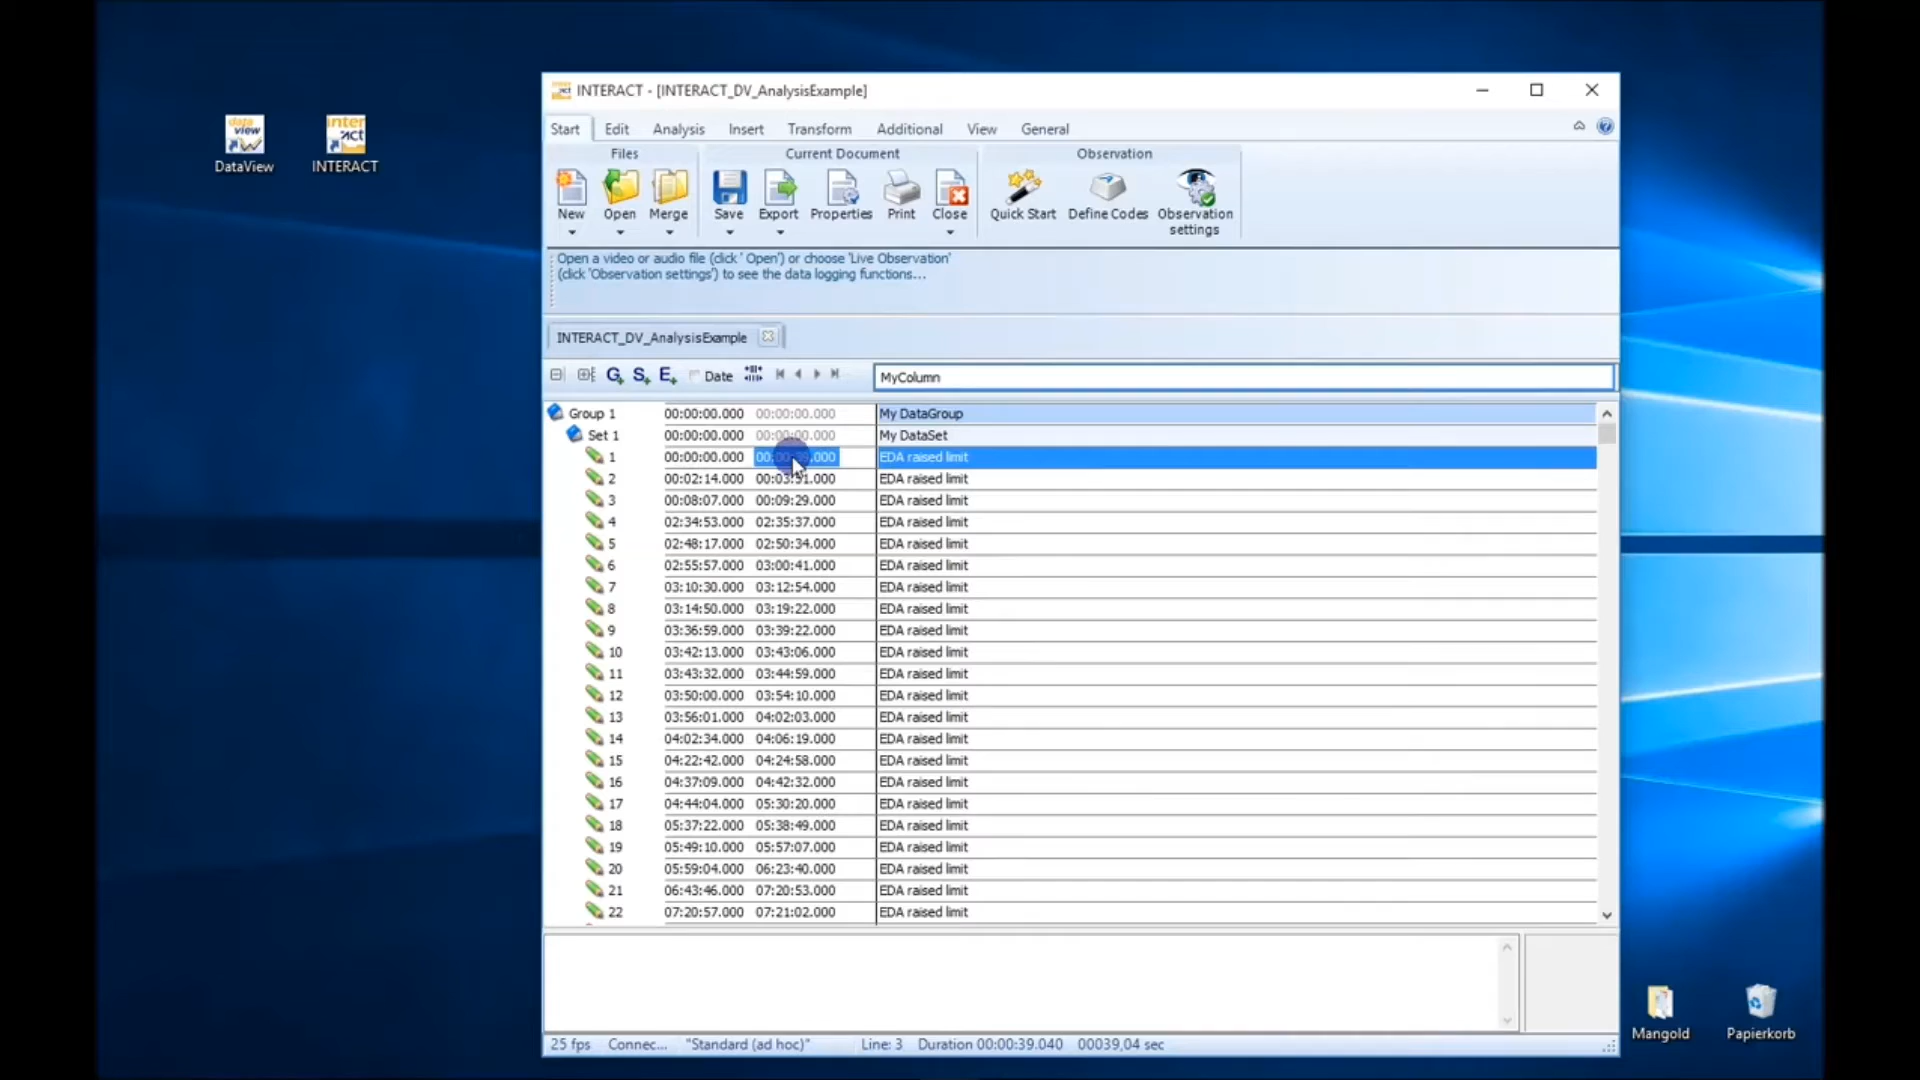 DataView
INTERACT
INTERACT - [INTERACT_DV_AnalysisExample]
Start Edit Analysis Insert Transform Additional View General
Files Current Document Observation
New Open Merge Save Export Properties Print Close Quick Start Define Codes Observation settings
Open a video or audio file (click ' Open') or choose 'Live Observation'
(click 'Observation settings') to see the data logging functions...
INTERACT_DV_AnalysisExample
G+ S+ E+ Date MyColumn
Group 1 00:00:00.000 00:00:00.000 My DataGroup
Set 1 00:00:00.000 00:00:00.000 My DataSet
1 00:00:00.000 00:00:39.000 EDA raised limit
2 00:02:14.000 00:03:51.000 EDA raised limit
3 00:08:07.000 00:09:29.000 EDA raised limit
4 02:34:53.000 02:35:37.000 EDA raised limit
5 02:48:17.000 02:50:34.000 EDA raised limit
6 02:55:57.000 03:00:41.000 EDA raised limit
7 03:10:30.000 03:12:54.000 EDA raised limit
8 03:14:50.000 03:19:22.000 EDA raised limit
9 03:36:59.000 03:39:22.000 EDA raised limit
10 03:42:13.000 03:43:06.000 EDA raised limit
11 03:43:32.000 03:44:59.000 EDA raised limit
12 03:50:00.000 03:54:10.000 EDA raised limit
13 03:56:01.000 04:02:03.000 EDA raised limit
14 04:02:34.000 04:06:19.000 EDA raised limit
15 04:22:42.000 04:24:58.000 EDA raised limit
16 04:37:09.000 04:42:32.000 EDA raised limit
17 04:44:04.000 05:30:20.000 EDA raised limit
18 05:37:22.000 05:38:49.000 EDA raised limit
19 05:49:10.000 05:57:07.000 EDA raised limit
20 05:59:04.000 06:23:40.000 EDA raised limit
21 06:43:46.000 07:20:53.000 EDA raised limit
22 07:20:57.000 07:21:02.000 EDA raised limit
25 fps Connec... "Standard (ad hoc)" Line: 3 Duration 00:00:39.040 00039,04 sec
Mangold
Papierkorb